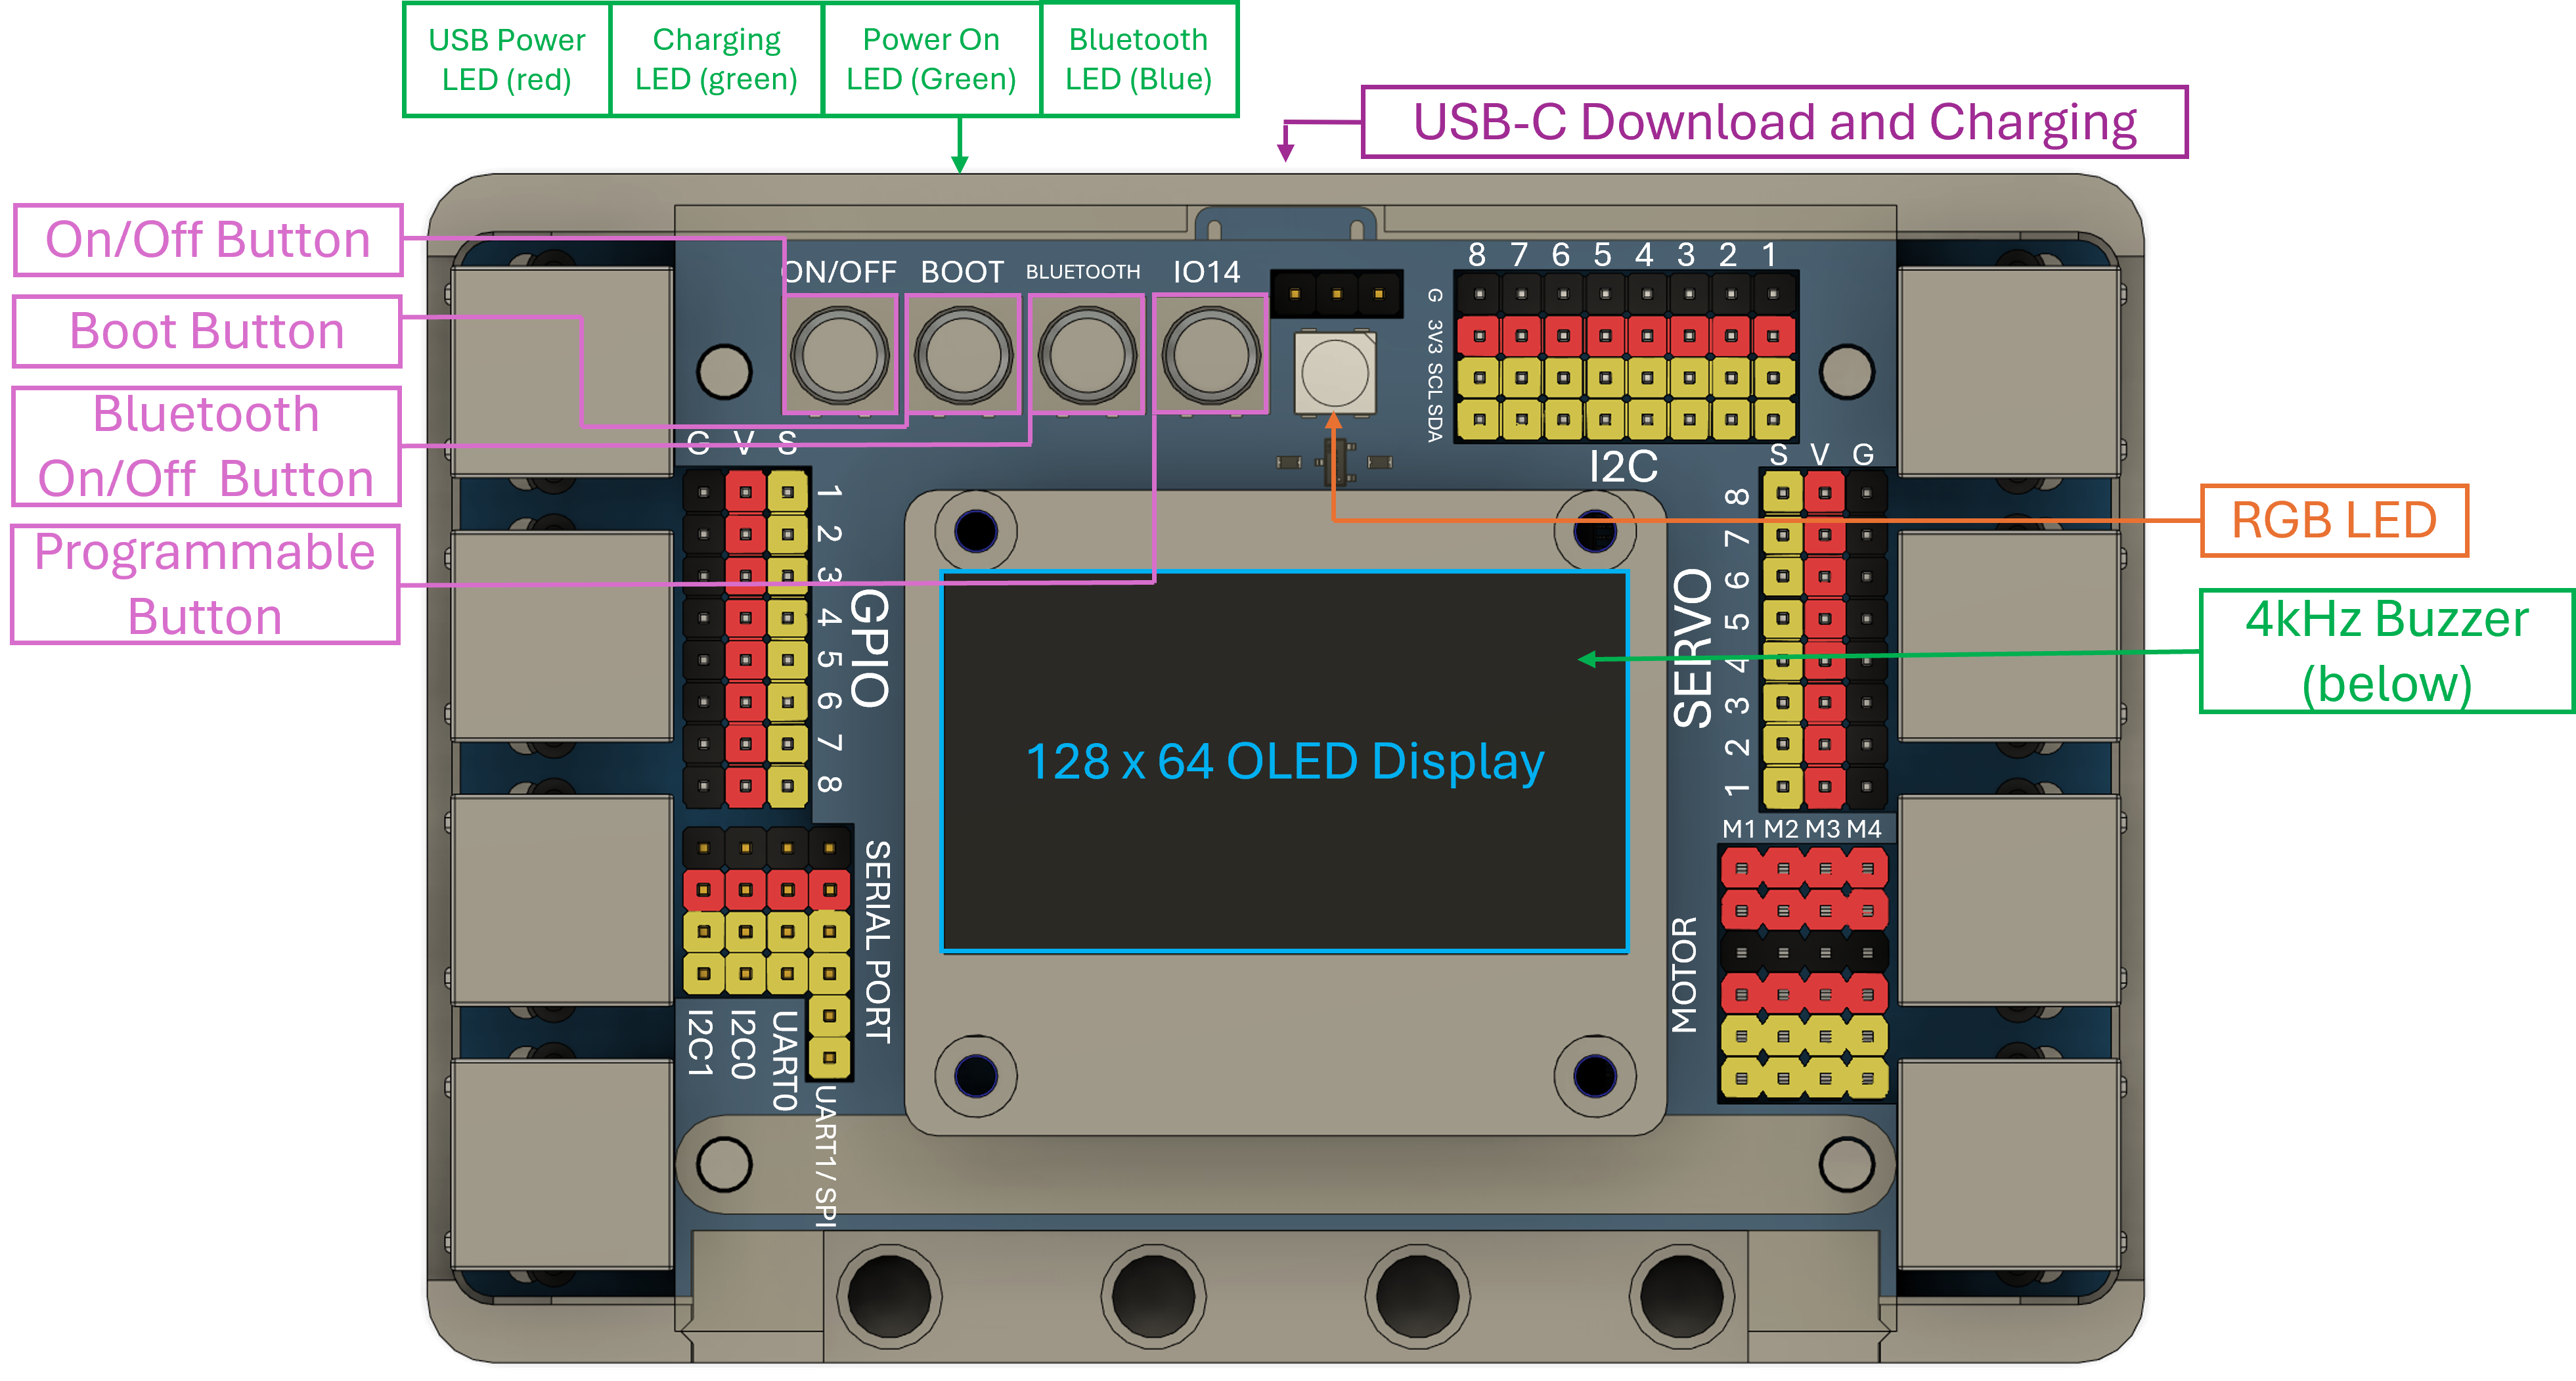 USB Power
LED (red)
Charging
LED (green)
Power On
LED (Green)
Bluetooth
LED (Blue)
USB-C Download and Charging
On/Off Button
Boot Button
Bluetooth
On/Off Button
Programmable
Button
ON/OFF
BOOT
BLUETOOTH
IO14
8 7 6 5 4 3 2 1
G
3V3
SCL
SDA
I2C
G V S
1
2
3
4
5
6
7
8
GPIO
S V G
8
7
6
5
4
3
2
1
SERVO
RGB LED
4kHz Buzzer
(below)
128 x 64 OLED Display
M1 M2 M3 M4
MOTOR
SERIAL PORT
I2C1
I2C0
UART0
UART1/ SPI